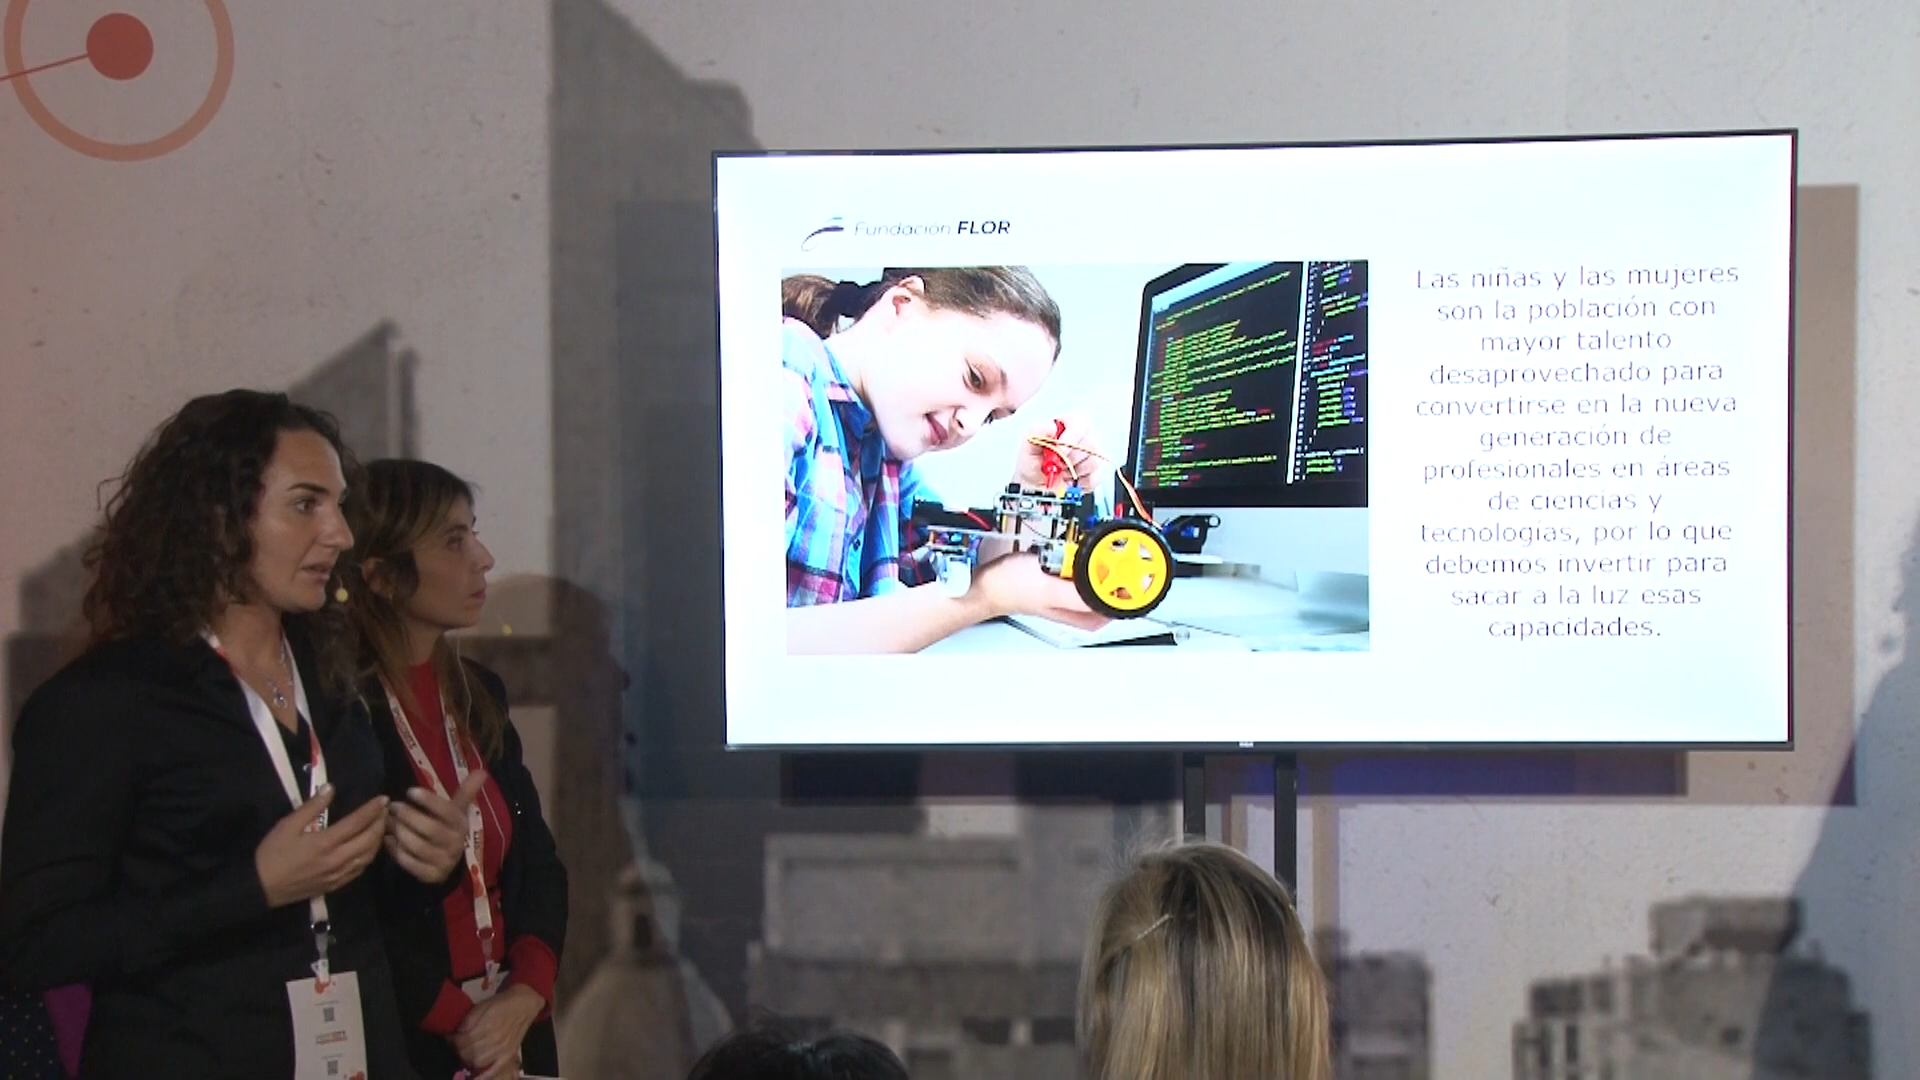 Fundación FLOR
Las niñas y las mujeres
son la población con
mayor talento
desaprovechado para
convertirse en la nueva
generación de
profesionales en áreas
de ciencias y
tecnologías, por lo que
debemos invertir para
sacar a la luz esas
capacidades.